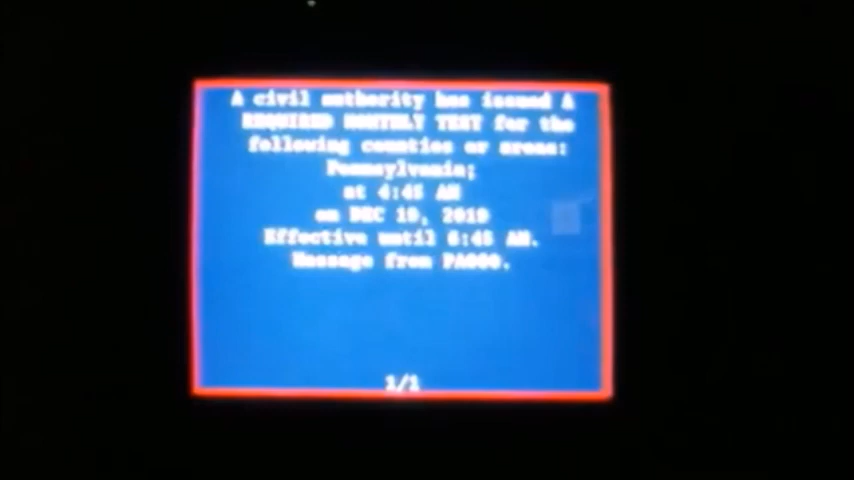 A civil authority has issued A
REQUIRED MONTHLY TEST for the
following counties or areas:
Pennsylvania;
at 4:45 AM
on DEC 19, 2019
Effective until 6:45 AM.
Message from
1/1